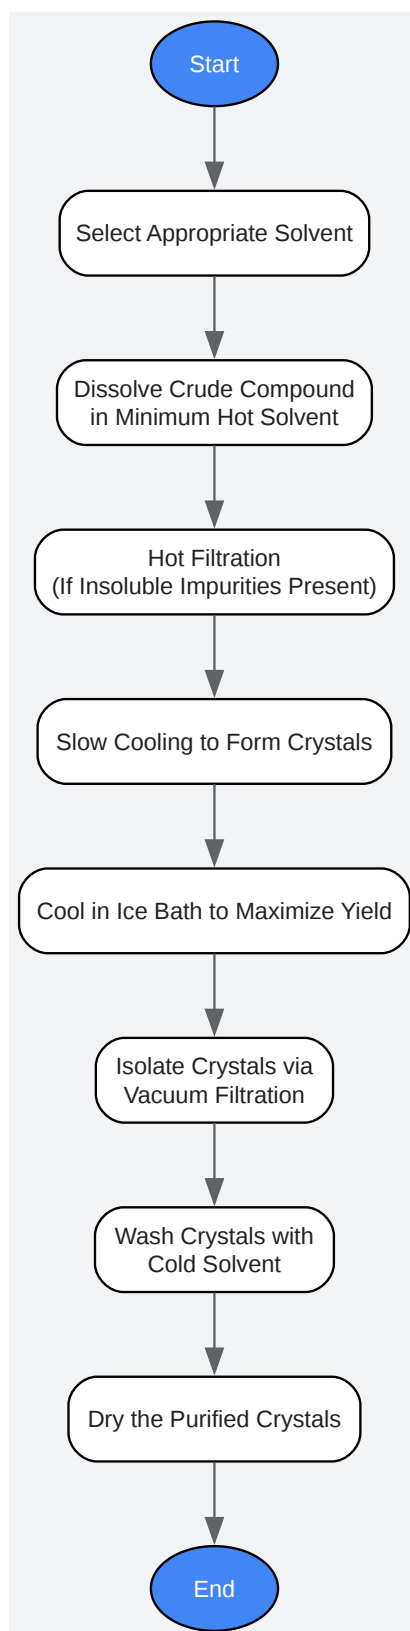 Start
Select Appropriate Solvent
Dissolve Crude Compound
in Minimum Hot Solvent
Hot Filtration
(If Insoluble Impurities Present)
Slow Cooling to Form Crystals
Cool in Ice Bath to Maximize Yield
Isolate Crystals via
Vacuum Filtration
Wash Crystals with
Cold Solvent
Dry the Purified Crystals
End